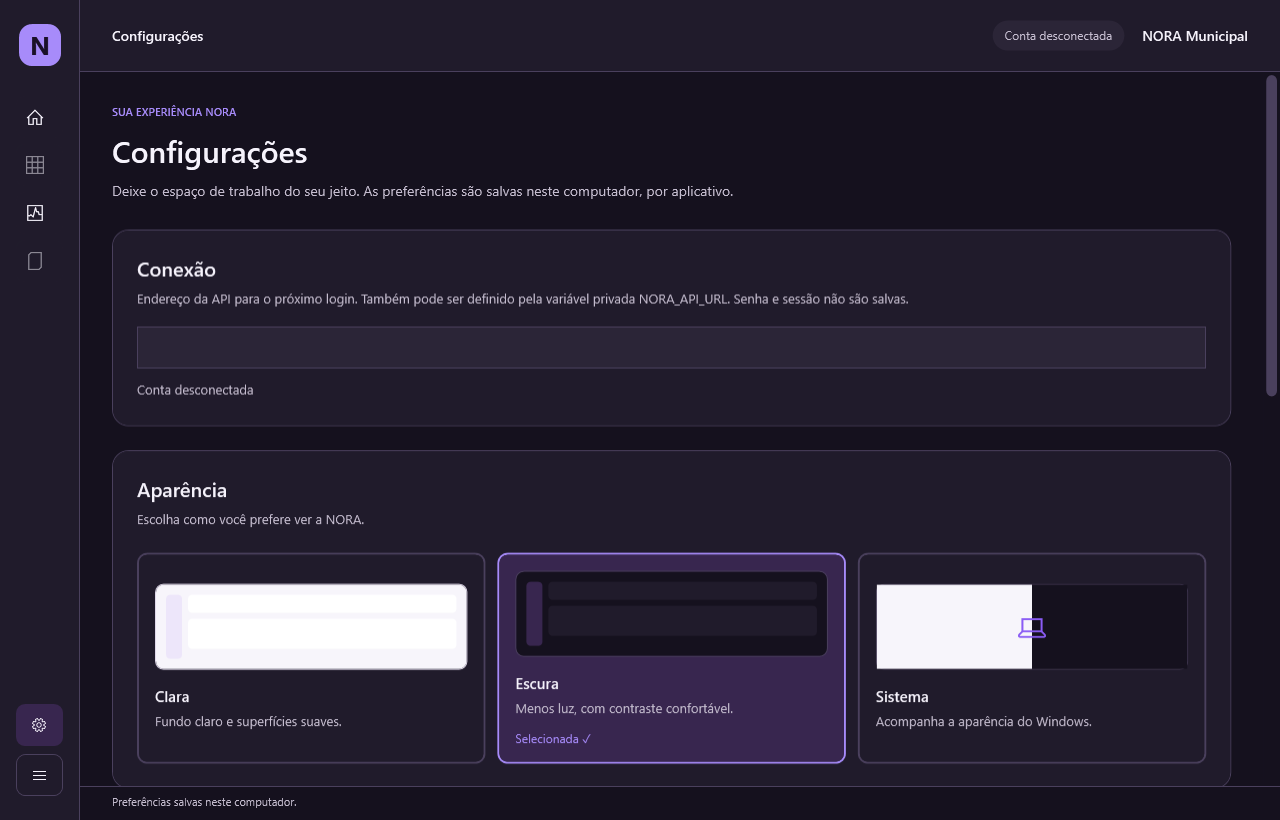 N
Configurações
Conta desconectada
NORA Municipal
SUA EXPERIÊNCIA NORA
Configurações
Deixe o espaço de trabalho do seu jeito. As preferências são salvas neste computador, por aplicativo.
Conexão
Endereço da API para o próximo login. Também pode ser definido pela variável privada NORA_API_URL. Senha e sessão não são salvas.
Conta desconectada
Aparência
Escolha como você prefere ver a NORA.
Clara
Fundo claro e superfícies suaves.
Escura
Menos luz, com contraste confortável.
Selecionada ✓
Sistema
Acompanha a aparência do Windows.
Preferências salvas neste computador.